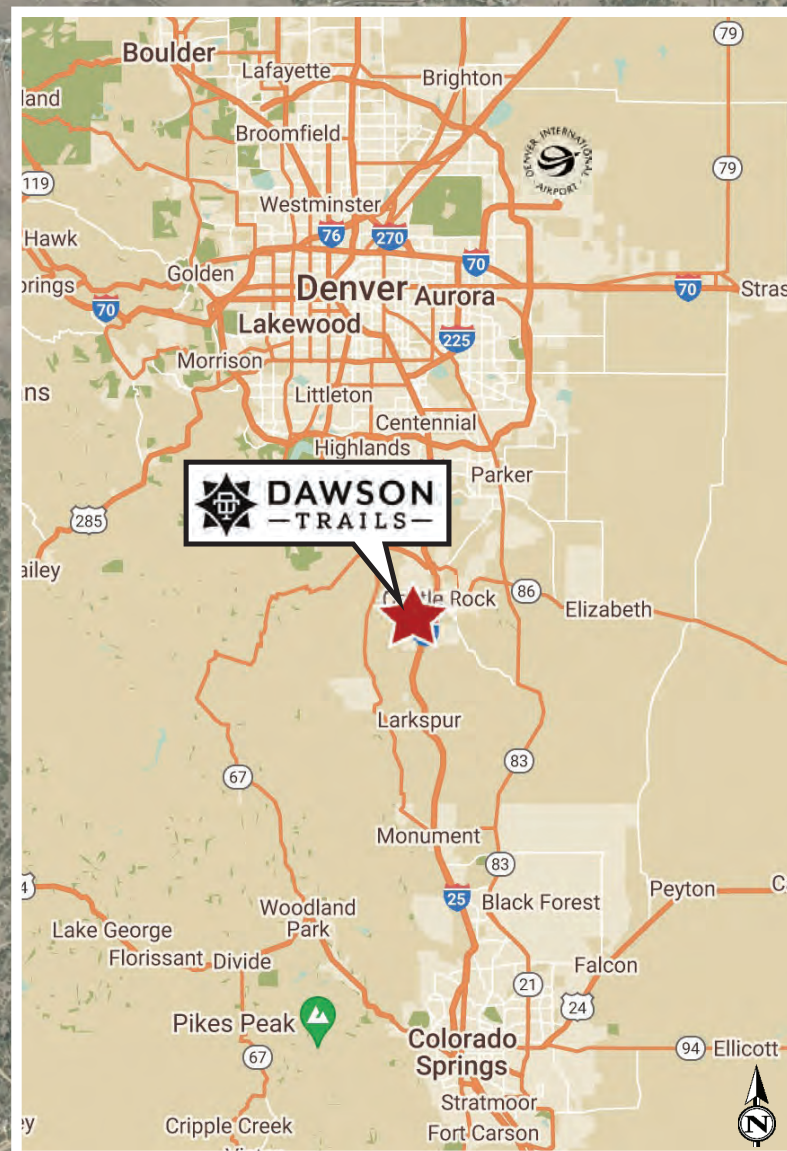 79
Boulder
Lafayette
Brighton
land
Broomfield
DENVER INTERNATIONAL
AIRPORT
79
119
Westminster
76
270
Hawk
70
Golden
Denver
Aurora
70
Stras
rings
70
Lakewood
225
Morrison
Littleton
ns
Centennial
Highlands
Parker
DAWSON
TRAILS
285
ailey
86
Rock
Elizabeth
Larkspur
83
67
Monument
83
25
Black Forest
Peyton
4
Woodland
Park
Lake George
Florissant
Divide
Falcon
21
24
Pikes Peak
67
Colorado
Springs
94
Ellicott
Stratmoor
ey
Cripple Creek
Fort Carson
N